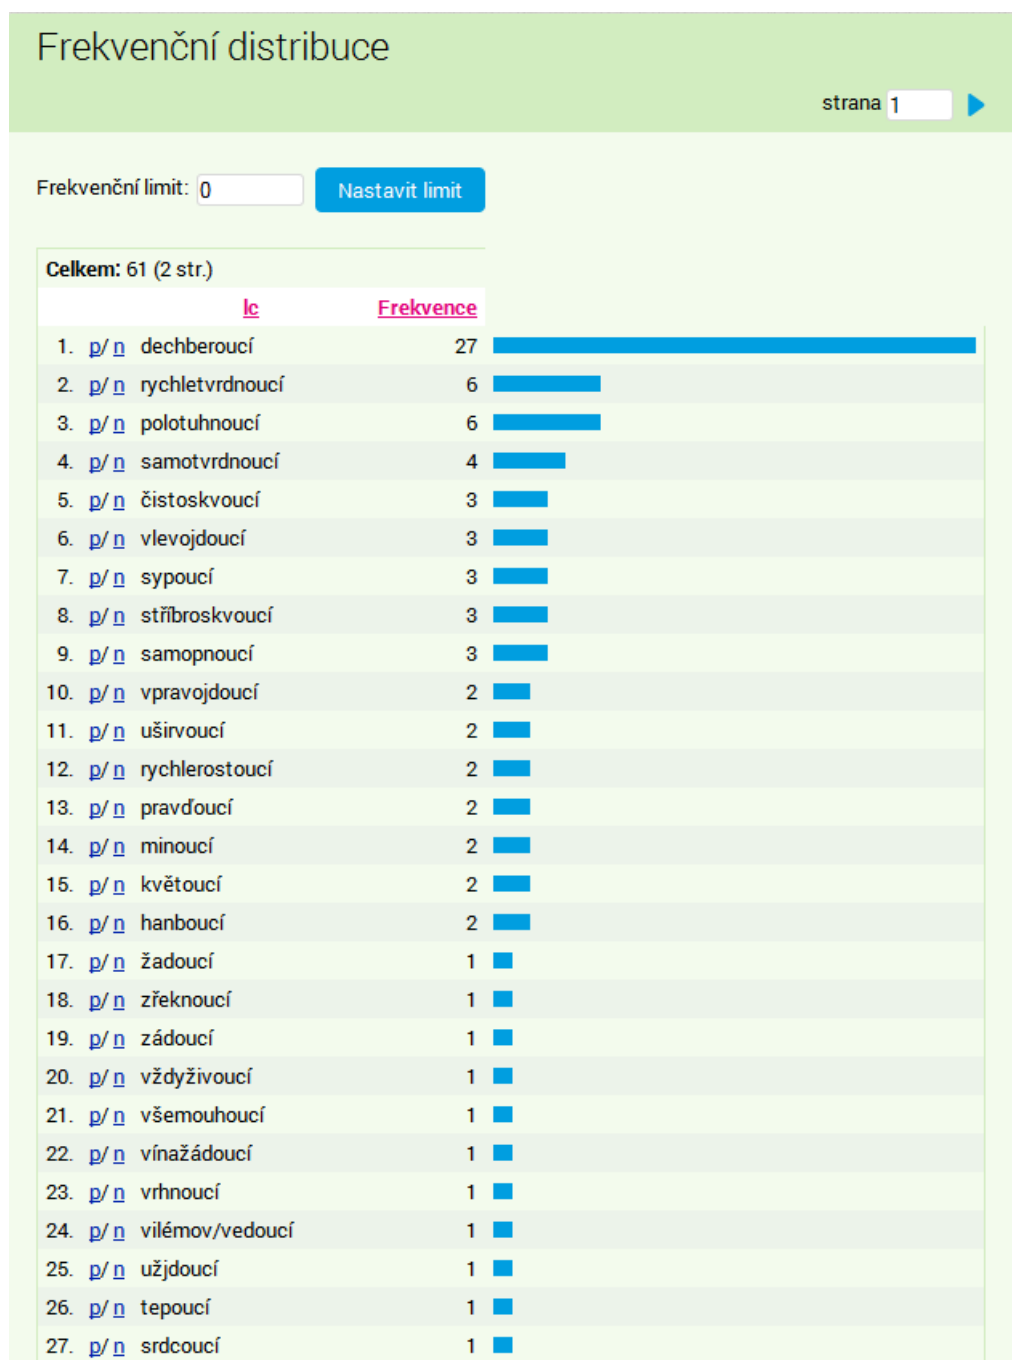 Frekvenční distribuce
strana 1
Frekvenční limit: 0 Nastavit limit
Celkem: 61 (2 str.)
lc Frekvence
1. p/ n dechberoucí 27
2. p/ n rychletvrdnoucí 6
3. p/ n polotuhnoucí 6
4. p/ n samotvrdnoucí 4
5. p/ n čistoskvoucí 3
6. p/ n vlevojdoucí 3
7. p/ n sypoucí 3
8. p/ n stříbroskvoucí 3
9. p/ n samopnoucí 3
10. p/ n vpravojdoucí 2
11. p/ n uširvoucí 2
12. p/ n rychlerostoucí 2
13. p/ n pravďoucí 2
14. p/ n minoucí 2
15. p/ n květoucí 2
16. p/ n hanboucí 2
17. p/ n žadoucí 1
18. p/ n zřeknoucí 1
19. p/ n zádoucí 1
20. p/ n vždyživoucí 1
21. p/ n všemouhoucí 1
22. p/ n vínažádoucí 1
23. p/ n vrhnoucí 1
24. p/ n vilémov/vedoucí 1
25. p/ n užjdoucí 1
26. p/ n tepoucí 1
27. p/ n srdcoucí 1